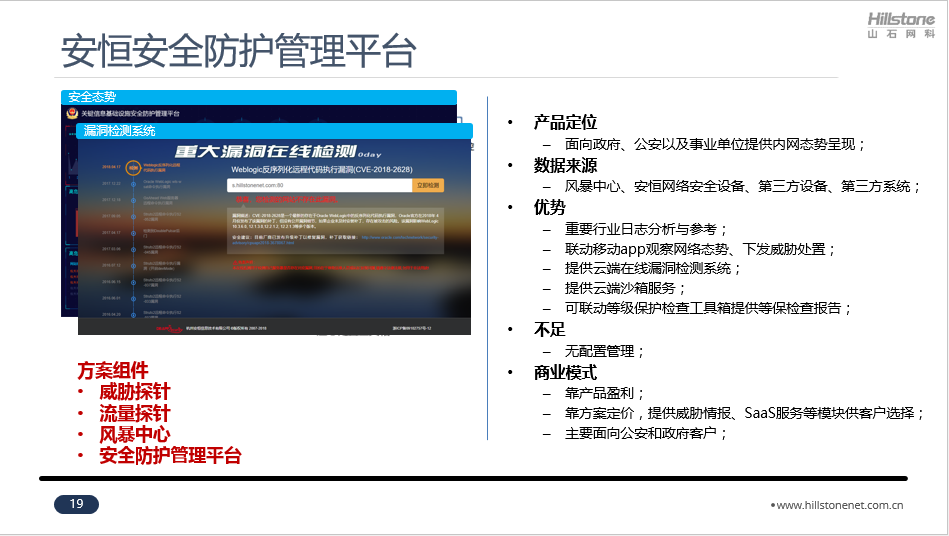 Hillstone
山石网科
安恒安全防护管理平台
安全态势
关键信息基础设施安全防护管理平台
漏洞检测系统
重大漏洞在线检测 0day
Weblogic反序列化远程代码执行漏洞(CVE-2018-2628)
s.hillstonenet.com:80
立即检测
方案组件
• 威胁探针
• 流量探针
• 风暴中心
• 安全防护管理平台
• 产品定位
– 面向政府、公安以及事业单位提供内网态势呈现；
• 数据来源
– 风暴中心、安恒网络安全设备、第三方设备、第三方系统；
• 优势
– 重要行业日志分析与参考；
– 联动移动app观察网络态势、下发威胁处置；
– 提供云端在线漏洞检测系统；
– 提供云端沙箱服务；
– 可联动等级保护检查工具箱提供等保检查报告；
• 不足
– 无配置管理；
• 商业模式
– 靠产品盈利；
– 靠方案定价，提供威胁情报、SaaS服务等模块供客户选择；
– 主要面向公安和政府客户；
19
•www.hillstonenet.com.cn